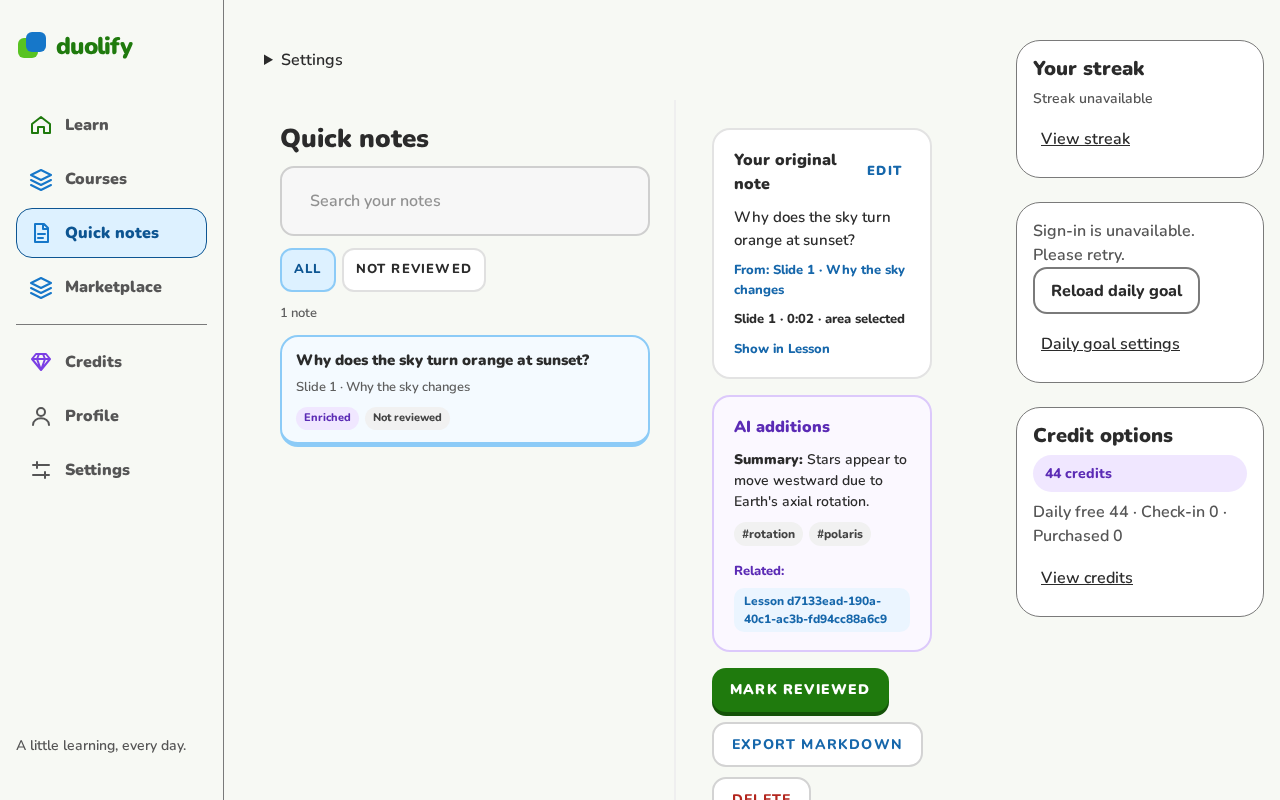 duolify
Learn
Courses
Quick notes
Marketplace
Credits
Profile
Settings
A little learning, every day.
Settings
Quick notes
Search your notes
ALL
NOT REVIEWED
1 note
Why does the sky turn orange at sunset?
Slide 1 · Why the sky changes
Enriched
Not reviewed
Your original
note
EDIT
Why does the sky turn
orange at sunset?
From: Slide 1 · Why the sky
changes
Slide 1 · 0:02 · area selected
Show in Lesson
AI additions
Summary: Stars appear to
move westward due to
Earth's axial rotation.
#rotation
#polaris
Related:
Lesson d7133ead-190a-
40c1-ac3b-fd94cc88a6c9
MARK REVIEWED
EXPORT MARKDOWN
DELETE
Your streak
Streak unavailable
View streak
Sign-in is unavailable.
Please retry.
Reload daily goal
Daily goal settings
Credit options
44 credits
Daily free 44 · Check-in 0 ·
Purchased 0
View credits